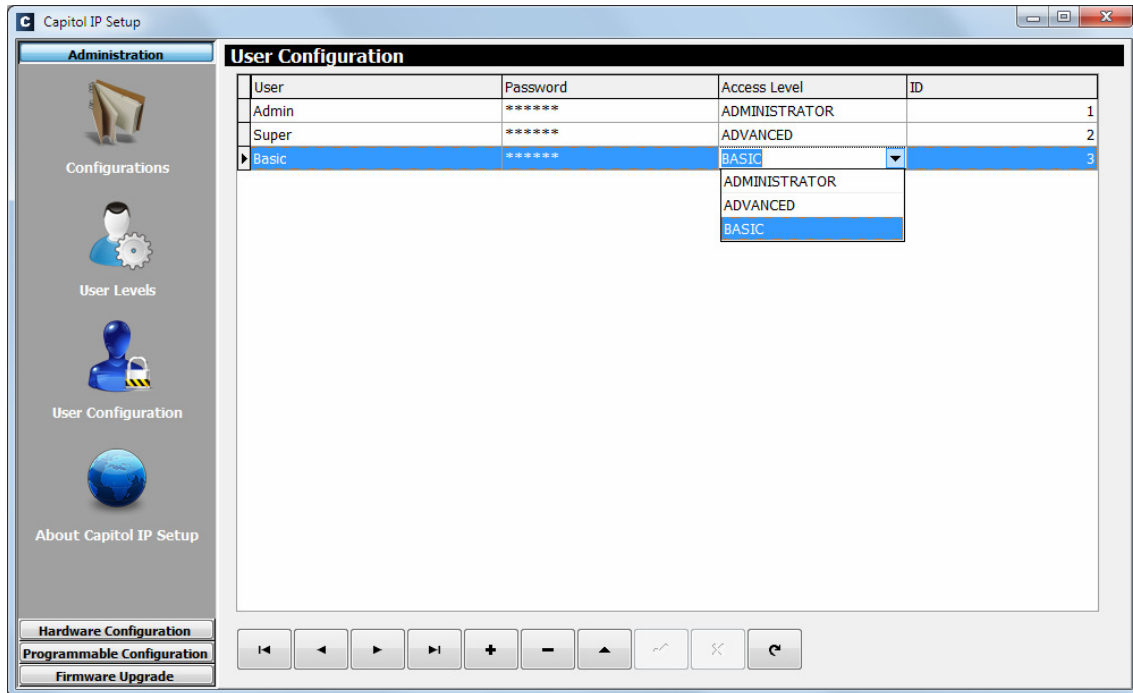 C Capitol IP Setup
Administration
User Configuration
User Password Access Level ID
Admin ****** ADMINISTRATOR 1
Super ****** ADVANCED 2
Basic ****** BASIC 3
ADMINISTRATOR
ADVANCED
BASIC
Configurations
User Levels
User Configuration
About Capitol IP Setup
Hardware Configuration
Programmable Configuration
Firmware Upgrade